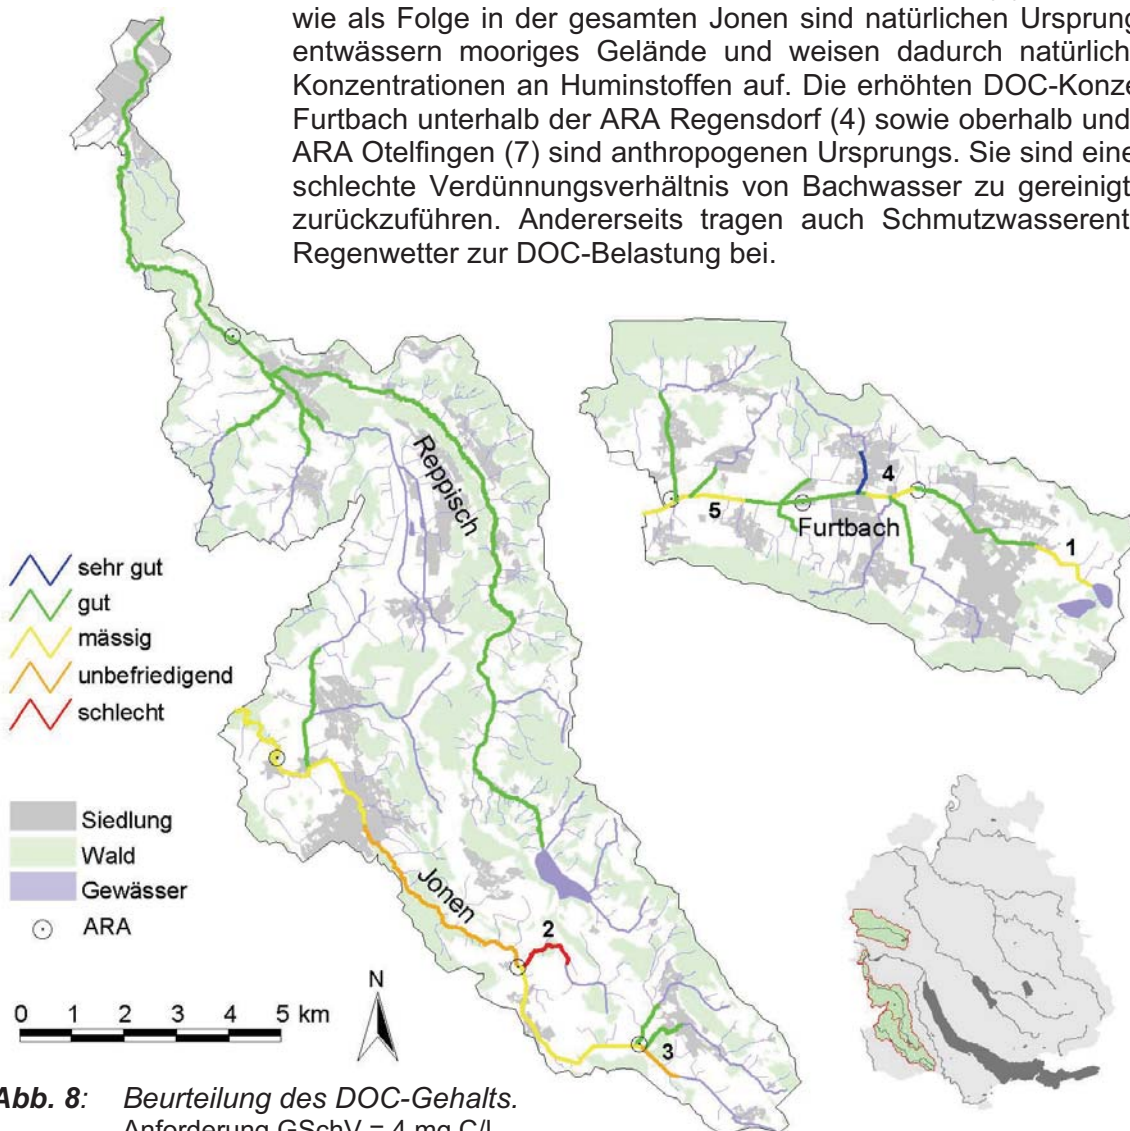 wie als Folge in der gesamten Jonen sind natürlichen Ursprung
entwässern mooriges Gelände und weisen dadurch natürlich
Konzentrationen an Huminstoffen auf. Die erhöhten DOC-Konze
Furtbach unterhalb der ARA Regensdorf (4) sowie oberhalb und
ARA Otelfingen (7) sind anthropogenen Ursprungs. Sie sind eine
schlechte Verdünnungsverhältnis von Bachwasser zu gereinigt
zurückzuführen. Andererseits tragen auch Schmutzwasserent
Regenwetter zur DOC-Belastung bei.
Reppisch
4
5
Furtbach
1
sehr gut
gut
mässig
unbefriedigend
schlecht
Siedlung
Wald
Gewässer
ARA
Jonen
2
3
N
0 1 2 3 4 5 km
Abb. 8: Beurteilung des DOC-Gehalts.
Anforderung GSchV = 4 mg C/l